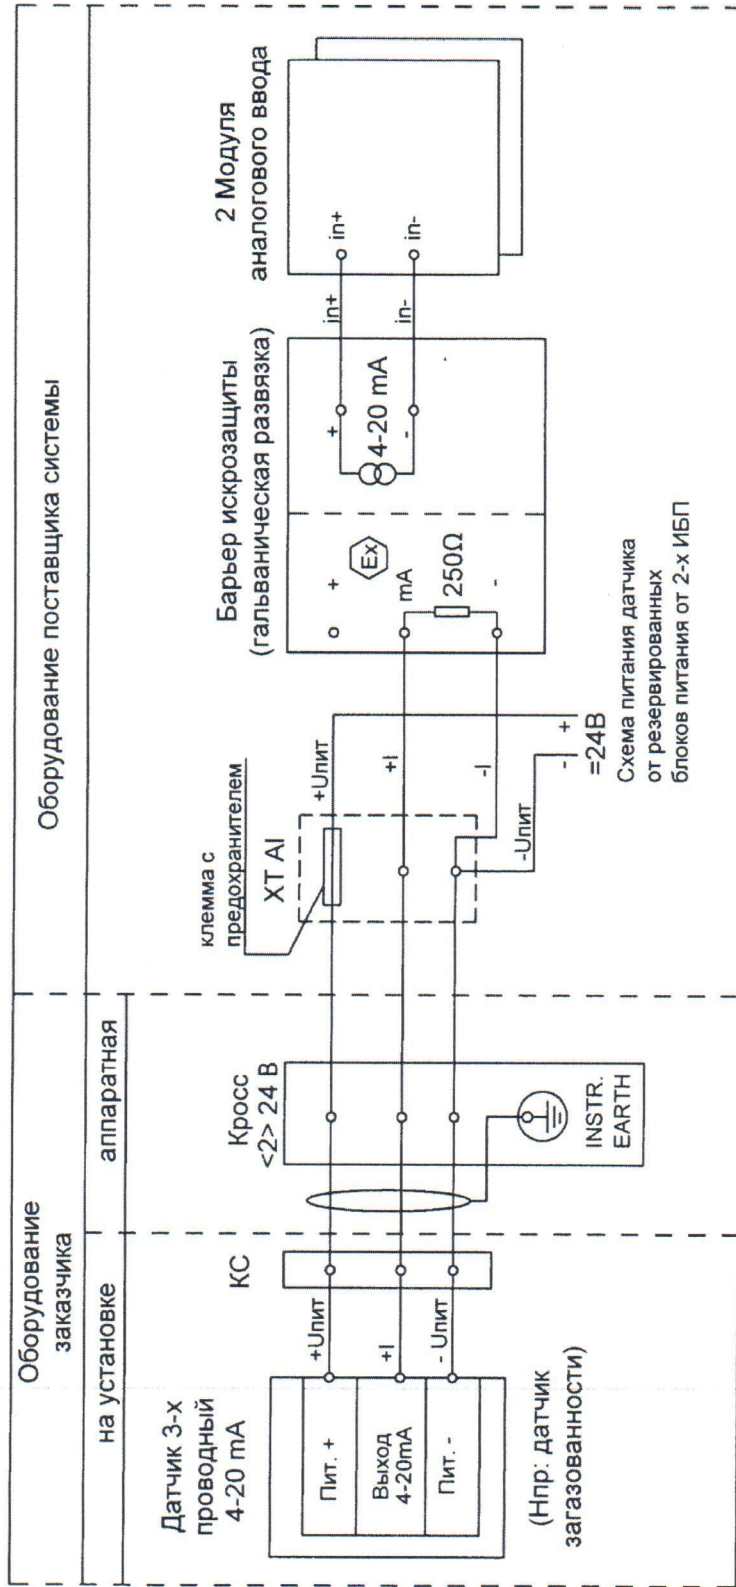 Оборудование
заказчика
Оборудование поставщика системы
на установке
аппаратная
Датчик 3-х
проводный
4-20 mA
Пит. +
Выход
4-20mA
Пит. -
(Нпр: датчик
загазованности)
+Uпит
+I
- Uпит
КС
Кросс
<2> 24 В
INSTR.
EARTH
клемма с
предохранителем
XT AI
+Uпит
+I
-I
-Uпит
- +
=24В
Схема питания датчика
от резервированных
блоков питания от 2-х ИБП
Барьер искрозащиты
(гальваническая развязка)
+
Ex
mA
250Ω
-
+
4-20 mA
-
in+
in-
2 Модуля
аналогового ввода
in+
in-